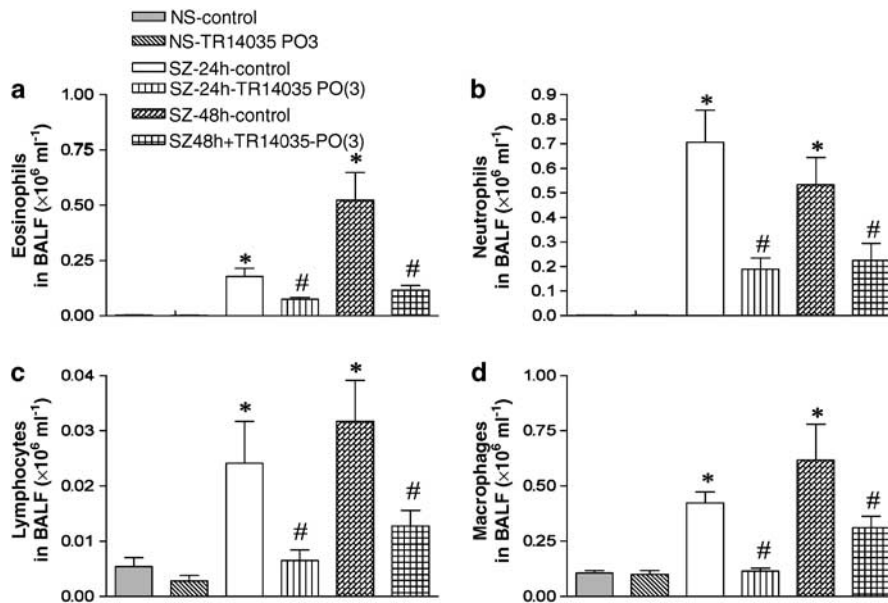 NS-control
NS-TR14035 PO3
SZ-24h-control
SZ-24h-TR14035 PO(3)
SZ-48h-control
SZ48h+TR14035-PO(3)
a
Eosinophils
in BALF (×10⁶ ml⁻¹)
1.00
0.75
0.50
0.25
0.00
*
#
*
#
b
Neutrophils
in BALF (×10⁶ ml⁻¹)
0.9
0.8
0.7
0.6
0.5
0.4
0.3
0.2
0.1
0.0
*
#
*
#
c
Lymphocytes
in BALF (×10⁶ ml⁻¹)
0.04
0.03
0.02
0.01
0.00
*
#
*
#
d
Macrophages
in BALF (×10⁶ ml⁻¹)
1.00
0.75
0.50
0.25
0.00
*
#
*
#